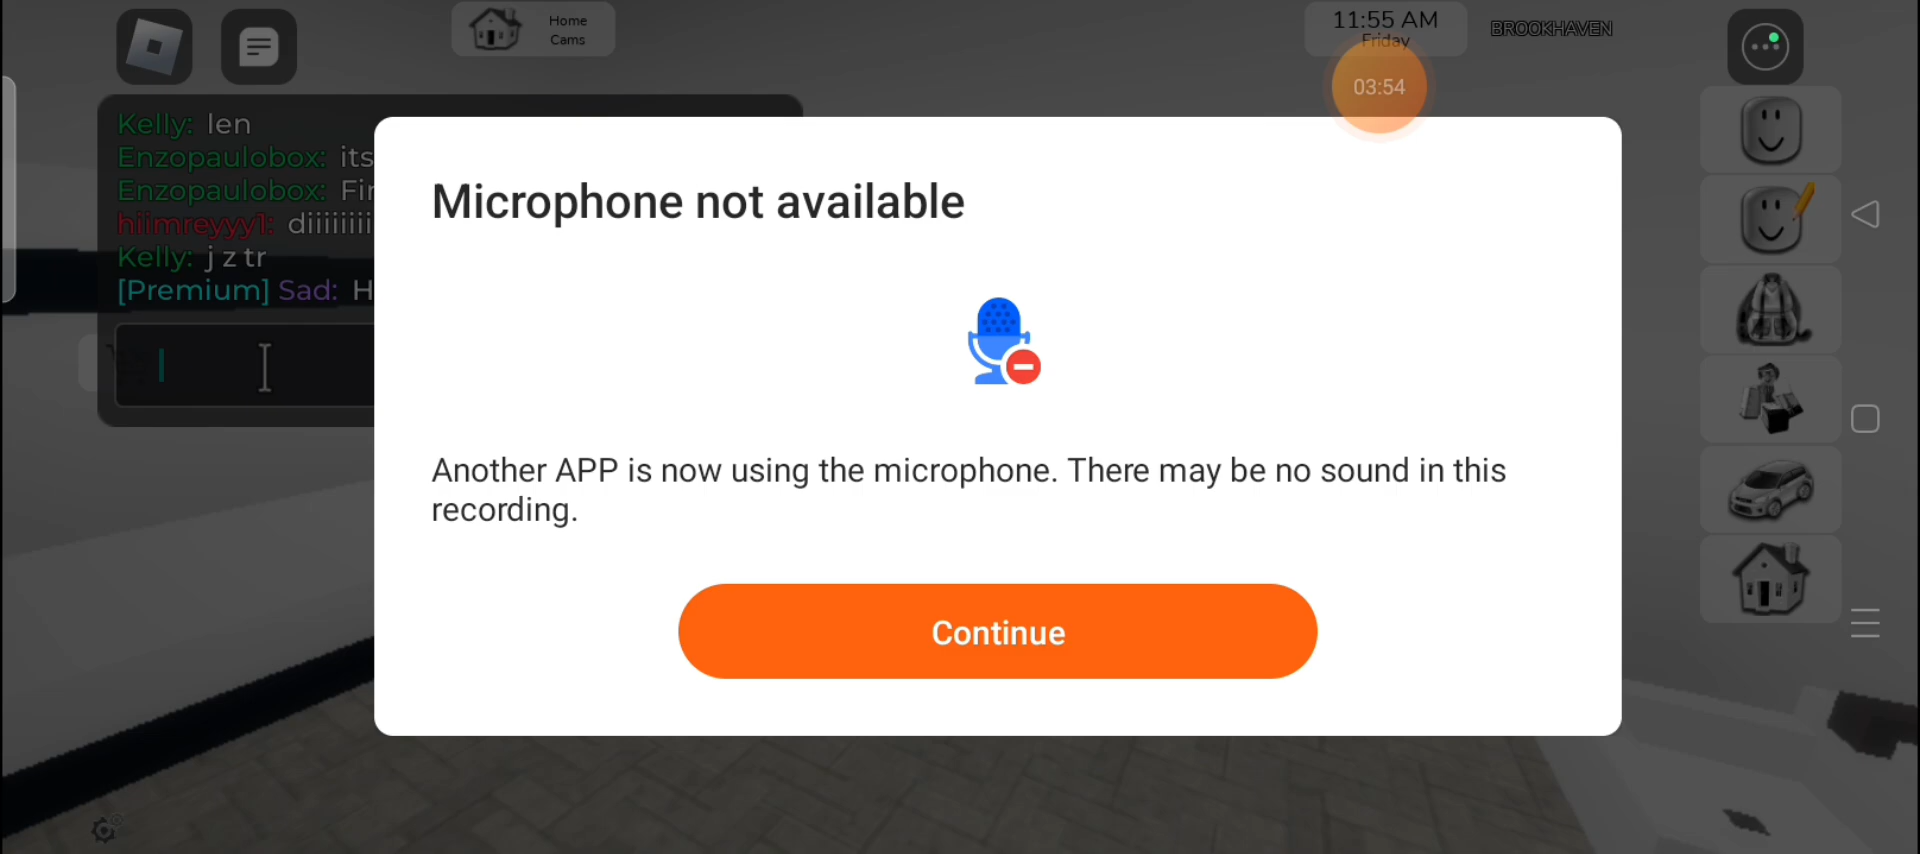 Home
Cams
11:55 AM
Friday
BROOKHAVEN
03:54
Kelly: len
Enzopaulobox: its
Enzopaulobox: Fir
hiimreyyy1: diiiiiiii
Kelly: j z tr
[Premium] Sad: H
Microphone not available
Another APP is now using the microphone. There may be no sound in this
recording.
Continue